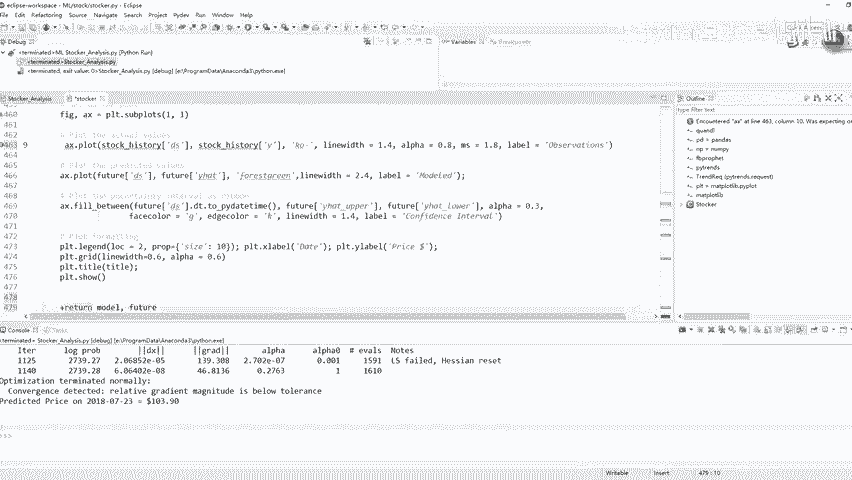 eclipse-workspace - ML/stock/stocker.py - Eclipse
File Edit Source Refactoring Navigate Search Project Pydev Run Window Help
Debug
Variables Breakpoints
<terminated>ML Stocker_Analysis.py [Python Run]
<terminated>Stocker_Analysis.py
<terminated, exit value: 0>Stocker_Analysis.py [debug] [e:\ProgramData\Anaconda3\python.exe]
Stocker_Analysis *stocker
Outline
460 fig, ax = plt.subplots(1, 1)
461
462 # Plot the actual values
463 9 ax.plot(stock_history['ds'], stock_history['y'], 'ko-', linewidth = 1.4, alpha = 0.8, ms = 1.8, label = 'Observations')
464
465 # Plot the predicted values
466 ax.plot(future['ds'], future['yhat'], 'forestgreen',linewidth = 2.4, label = 'Modeled');
467
468 # Plot the uncertainty interval as ribbon
469 ax.fill_between(future['ds'].dt.to_pydatetime(), future['yhat_upper'], future['yhat_lower'], alpha = 0.3,
470 facecolor = 'g', edgecolor = 'k', linewidth = 1.4, label = 'Confidence Interval')
471
472 # Plot formatting
473 plt.legend(loc = 2, prop={'size': 10}); plt.xlabel('Date'); plt.ylabel('Price $');
474 plt.grid(linewidth=0.6, alpha = 0.6)
475 plt.title(title);
476 plt.show()
477
478
479 return model, future
type filter text
Encountered "ax" at line 463, column 10. Was expecting
quandl
pd = pandas
np = numpy
fbprophet
pytrends
TrendReq (pytrends.request)
plt = matplotlib.pyplot
matplotlib
Stocker
Console Tasks
<terminated>Stocker_Analysis.py [debug] [e:\ProgramData\Anaconda3\python.exe]
Iter log prob ||dx|| ||grad|| alpha alpha0 # evals Notes
1125 2739.27 2.06852e-05 139.308 2.702e-07 0.001 1591 LS failed, Hessian reset
1140 2739.28 6.06402e-08 46.8136 0.2763 1 1610
Optimization terminated normally:
Convergence detected: relative gradient magnitude is below tolerance
Predicted Price on 2018-07-23 = $103.90
>>>
Writable Insert 479 : 10